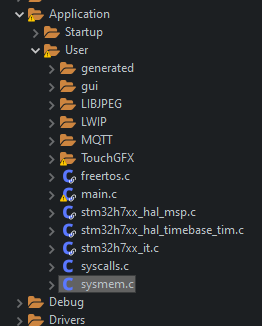 Application
Startup
User
generated
gui
LIBJPEG
LWIP
MQTT
TouchGFX
freertos.c
main.c
stm32h7xx_hal_msp.c
stm32h7xx_hal_timebase_tim.c
stm32h7xx_it.c
syscalls.c
sysmem.c
Debug
Drivers